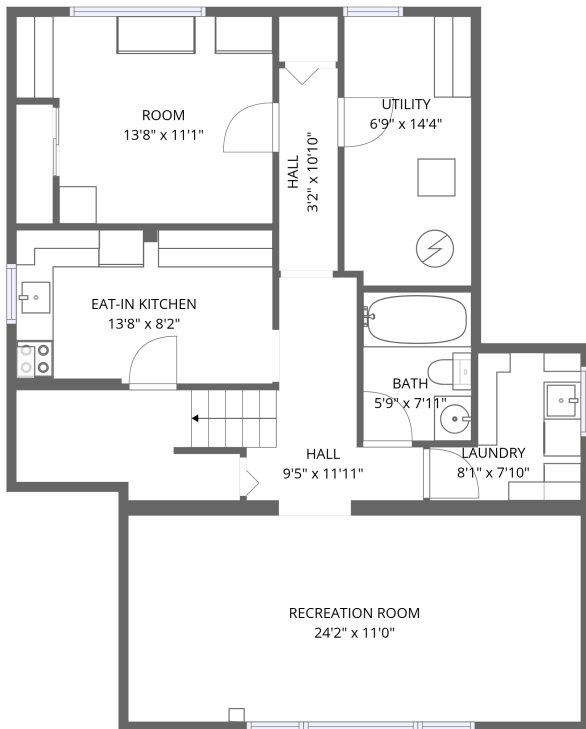 ROOM
13'8" x 11'1"
HALL
3'2" x 10'10"
UTILITY
6'9" x 14'4"
EAT-IN KITCHEN
13'8" x 8'2"
BATH
5'9" x 7'11"
HALL
9'5" x 11'11"
LAUNDRY
8'1" x 7'10"
RECREATION ROOM
24'2" x 11'0"